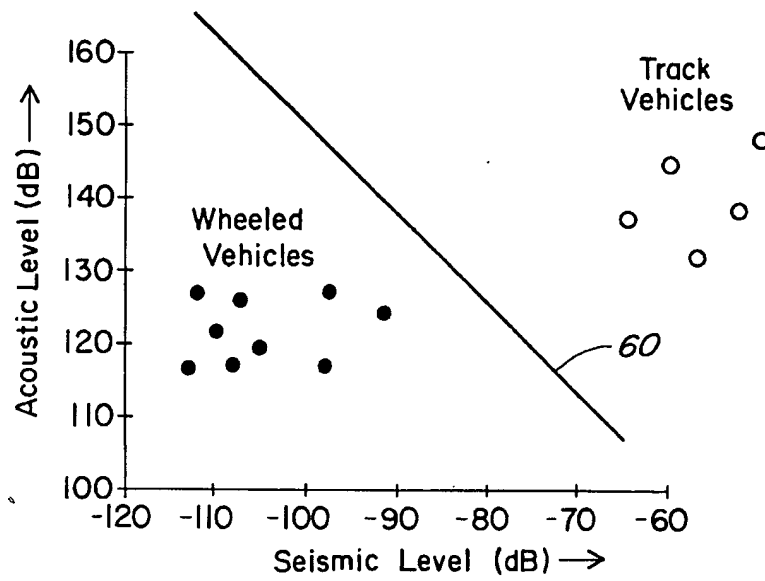 160
150
140
130
120
110
100
Acoustic Level (dB)
Track
Vehicles
Wheeled
Vehicles
60
-120
-110
-100
-90
-80
-70
-60
Seismic Level (dB)